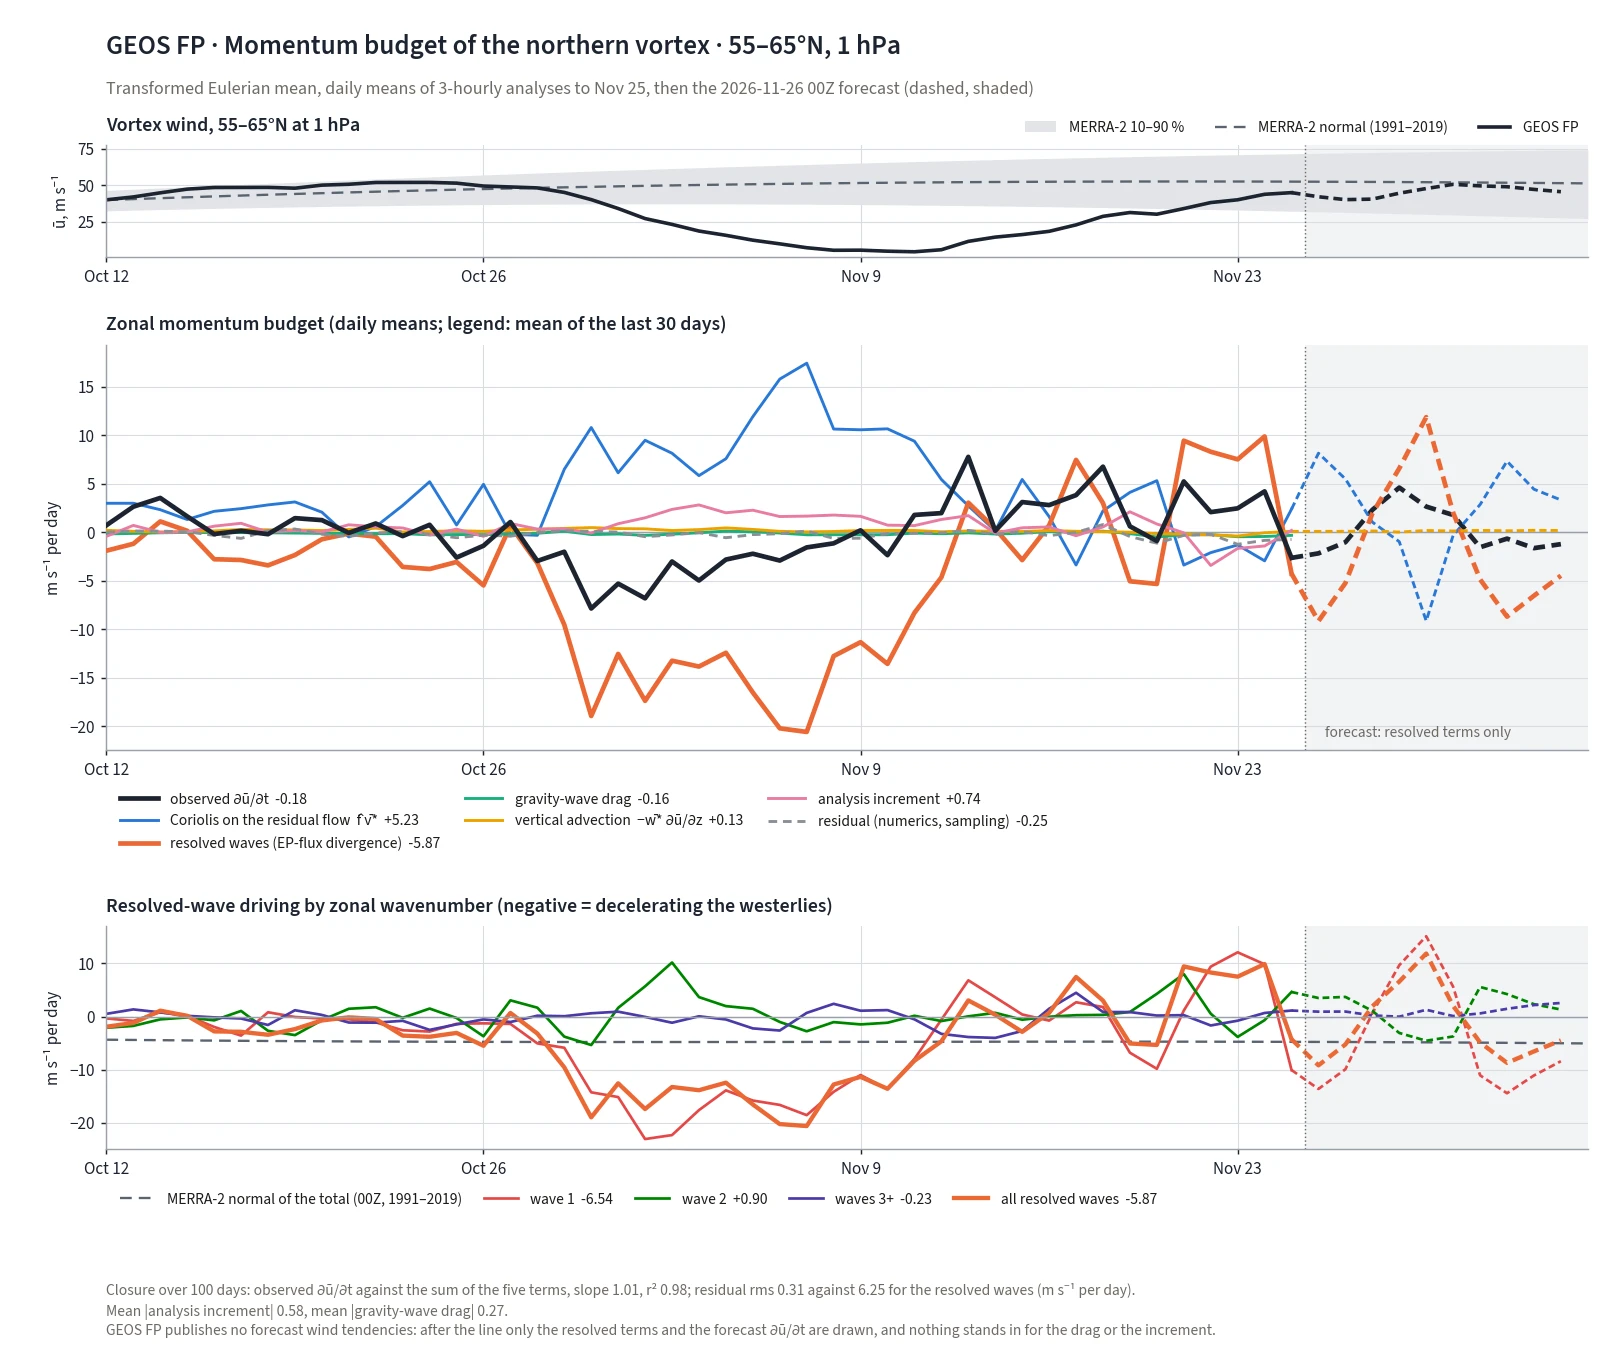 GEOS FP · Momentum budget of the northern vortex · 55–65°N, 1 hPa
Transformed Eulerian mean, daily means of 3-hourly analyses to Nov 25, then the 2026-11-26 00Z forecast (dashed, shaded)
Vortex wind, 55–65°N at 1 hPa
MERRA-2 10–90 %
MERRA-2 normal (1991–2019)
GEOS FP
75
50
25
ū, m s⁻¹
Oct 12
Oct 26
Nov 9
Nov 23
Zonal momentum budget (daily means; legend: mean of the last 30 days)
15
10
5
0
−5
−10
−15
−20
m s⁻¹ per day
forecast: resolved terms only
Oct 12
Oct 26
Nov 9
Nov 23
observed ∂ū/∂t -0.18
gravity-wave drag -0.16
analysis increment +0.74
Coriolis on the residual flow f v̄* +5.23
vertical advection −w̄* ∂ū/∂z +0.13
residual (numerics, sampling) -0.25
resolved waves (EP-flux divergence) -5.87
Resolved-wave driving by zonal wavenumber (negative = decelerating the westerlies)
10
0
−10
−20
m s⁻¹ per day
Oct 12
Oct 26
Nov 9
Nov 23
MERRA-2 normal of the total (00Z, 1991–2019)
wave 1 -6.54
wave 2 +0.90
waves 3+ -0.23
all resolved waves -5.87
Closure over 100 days: observed ∂ū/∂t against the sum of the five terms, slope 1.01, r² 0.98; residual rms 0.31 against 6.25 for the resolved waves (m s⁻¹ per day).
Mean |analysis increment| 0.58, mean |gravity-wave drag| 0.27.
GEOS FP publishes no forecast wind tendencies: after the line only the resolved terms and the forecast ∂ū/∂t are drawn, and nothing stands in for the drag or the increment.